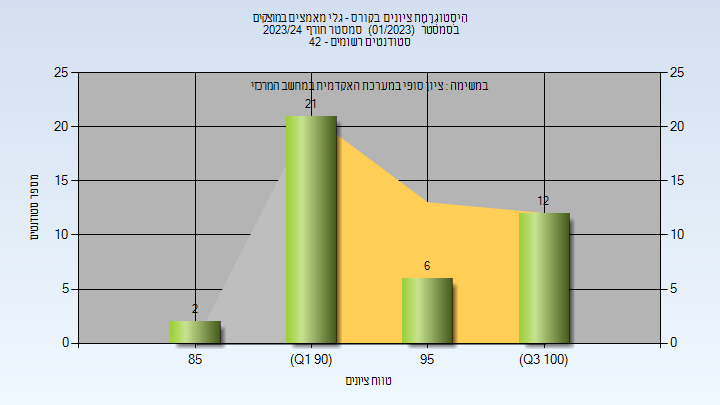 היסטוגרמת ציונים בקורס - גלי מאמצים במוצקים
בסמסטר (01/2023) סמסטר חורף 2023/24
סטודנטים רשומים - 42
במשימה : ציון סופי במערכת האקדמית במחשב המרכזי
מספר סטודנטים
25 25
20 20
15 15
10 10
5 5
0 0
2 21 6 12
85 (Q1 90) 95 (Q3 100)
טווח ציונים